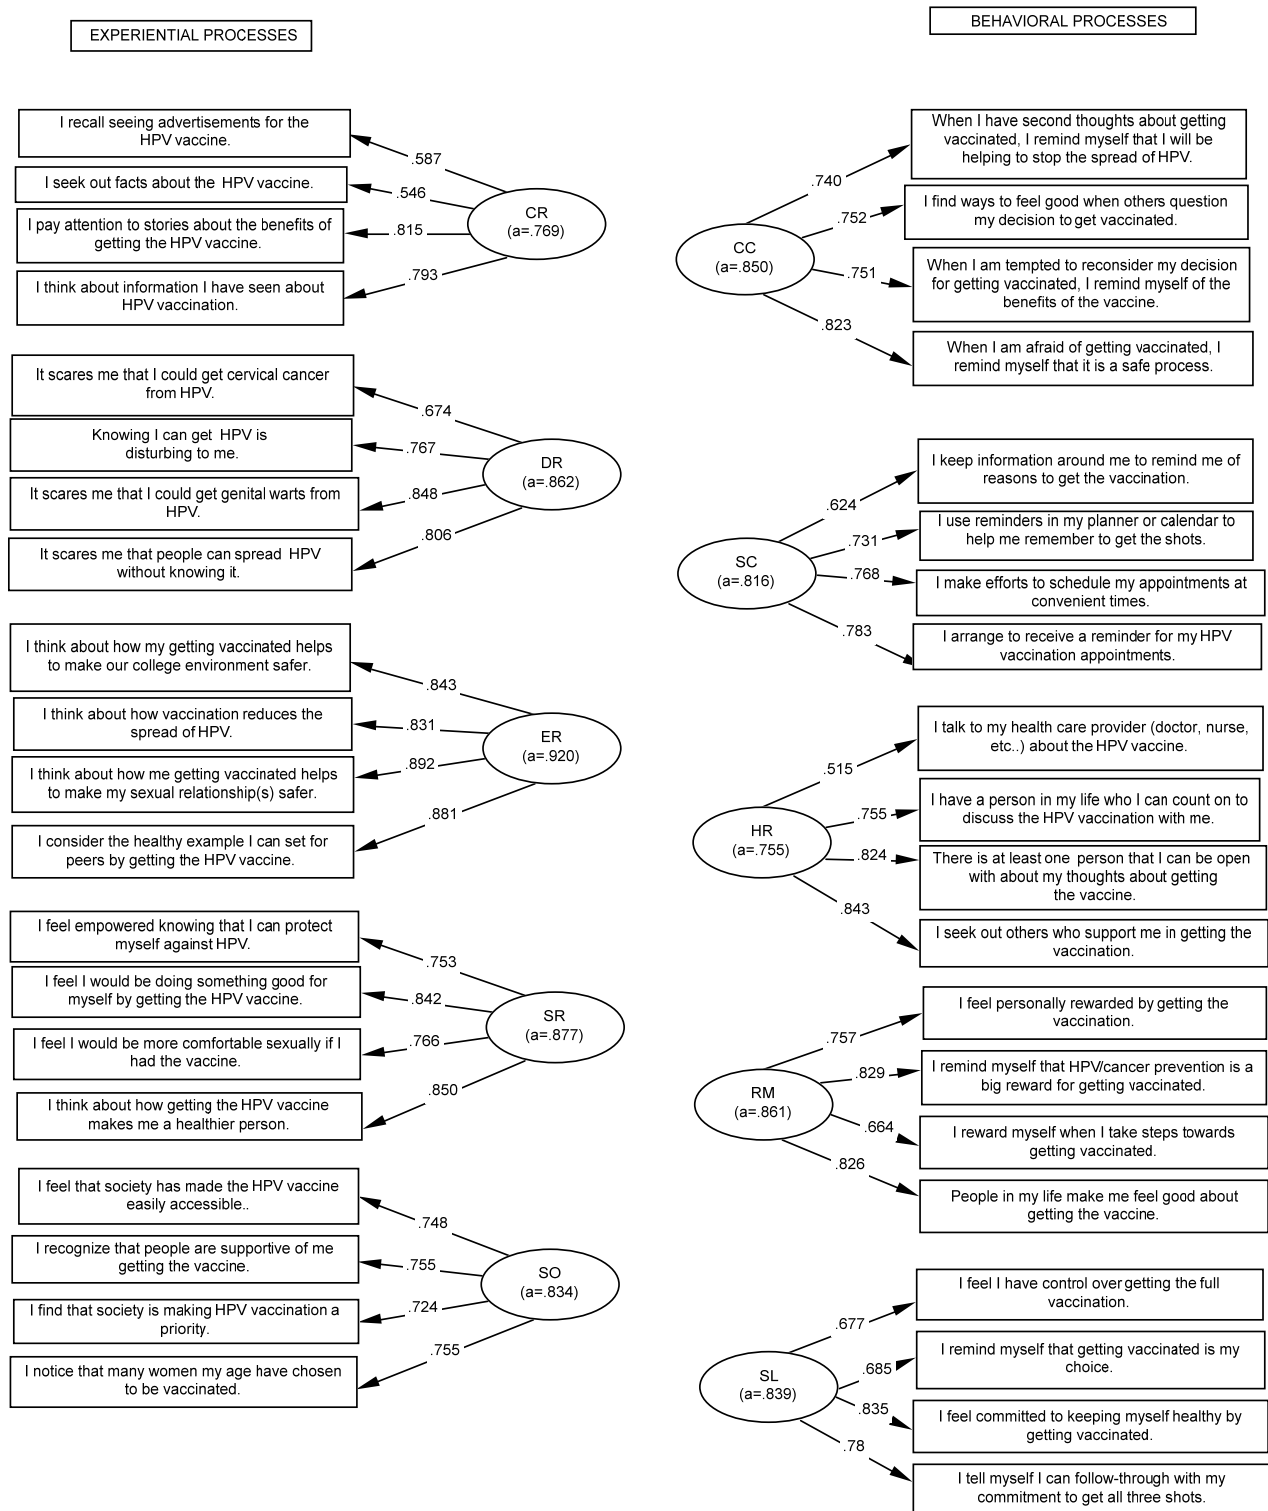 EXPERIENTIAL PROCESSES
I recall seeing advertisements for the
HPV vaccine.
I seek out facts about the HPV vaccine.
I pay attention to stories about the benefits of
getting the HPV vaccine.
I think about information I have seen about
HPV vaccination.
.587
.546
.815
.793
CR
(a=.769)
It scares me that I could get cervical cancer
from HPV.
Knowing I can get HPV is
disturbing to me.
It scares me that I could get genital warts from
HPV.
It scares me that people can spread HPV
without knowing it.
.674
.767
.848
.806
DR
(a=.862)
I think about how my getting vaccinated helps
to make our college environment safer.
I think about how vaccination reduces the
spread of HPV.
I think about how me getting vaccinated helps
to make my sexual relationship(s) safer.
I consider the healthy example I can set for
peers by getting the HPV vaccine.
.843
.831
.892
.881
ER
(a=.920)
I feel empowered knowing that I can protect
myself against HPV.
I feel I would be doing something good for
myself by getting the HPV vaccine.
I feel I would be more comfortable sexually if I
had the vaccine.
I think about how getting the HPV vaccine
makes me a healthier person.
.753
.842
.766
.850
SR
(a=.877)
I feel that society has made the HPV vaccine
easily accessible..
I recognize that people are supportive of me
getting the vaccine.
I find that society is making HPV vaccination a
priority.
I notice that many women my age have chosen
to be vaccinated.
.748
.755
.724
.755
SO
(a=.834)
BEHAVIORAL PROCESSES
CC
(a=.850)
.740
.752
.751
.823
When I have second thoughts about getting
vaccinated, I remind myself that I will be
helping to stop the spread of HPV.
I find ways to feel good when others question
my decision to get vaccinated.
When I am tempted to reconsider my decision
for getting vaccinated, I remind myself of the
benefits of the vaccine.
When I am afraid of getting vaccinated, I
remind myself that it is a safe process.
SC
(a=.816)
.624
.731
.768
.783
I keep information around me to remind me of
reasons to get the vaccination.
I use reminders in my planner or calendar to
help me remember to get the shots.
I make efforts to schedule my appointments at
convenient times.
I arrange to receive a reminder for my HPV
vaccination appointments.
HR
(a=.755)
.515
.755
.824
.843
I talk to my health care provider (doctor, nurse,
etc..) about the HPV vaccine.
I have a person in my life who I can count on to
discuss the HPV vaccination with me.
There is at least one person that I can be open
with about my thoughts about getting
the vaccine.
I seek out others who support me in getting the
vaccination.
RM
(a=.861)
.757
.829
.664
.826
I feel personally rewarded by getting the
vaccination.
I remind myself that HPV/cancer prevention is a
big reward for getting vaccinated.
I reward myself when I take steps towards
getting vaccinated.
People in my life make me feel good about
getting the vaccine.
SL
(a=.839)
.677
.685
.835
.78
I feel I have control over getting the full
vaccination.
I remind myself that getting vaccinated is my
choice.
I feel committed to keeping myself healthy by
getting vaccinated.
I tell myself I can follow-through with my
commitment to get all three shots.